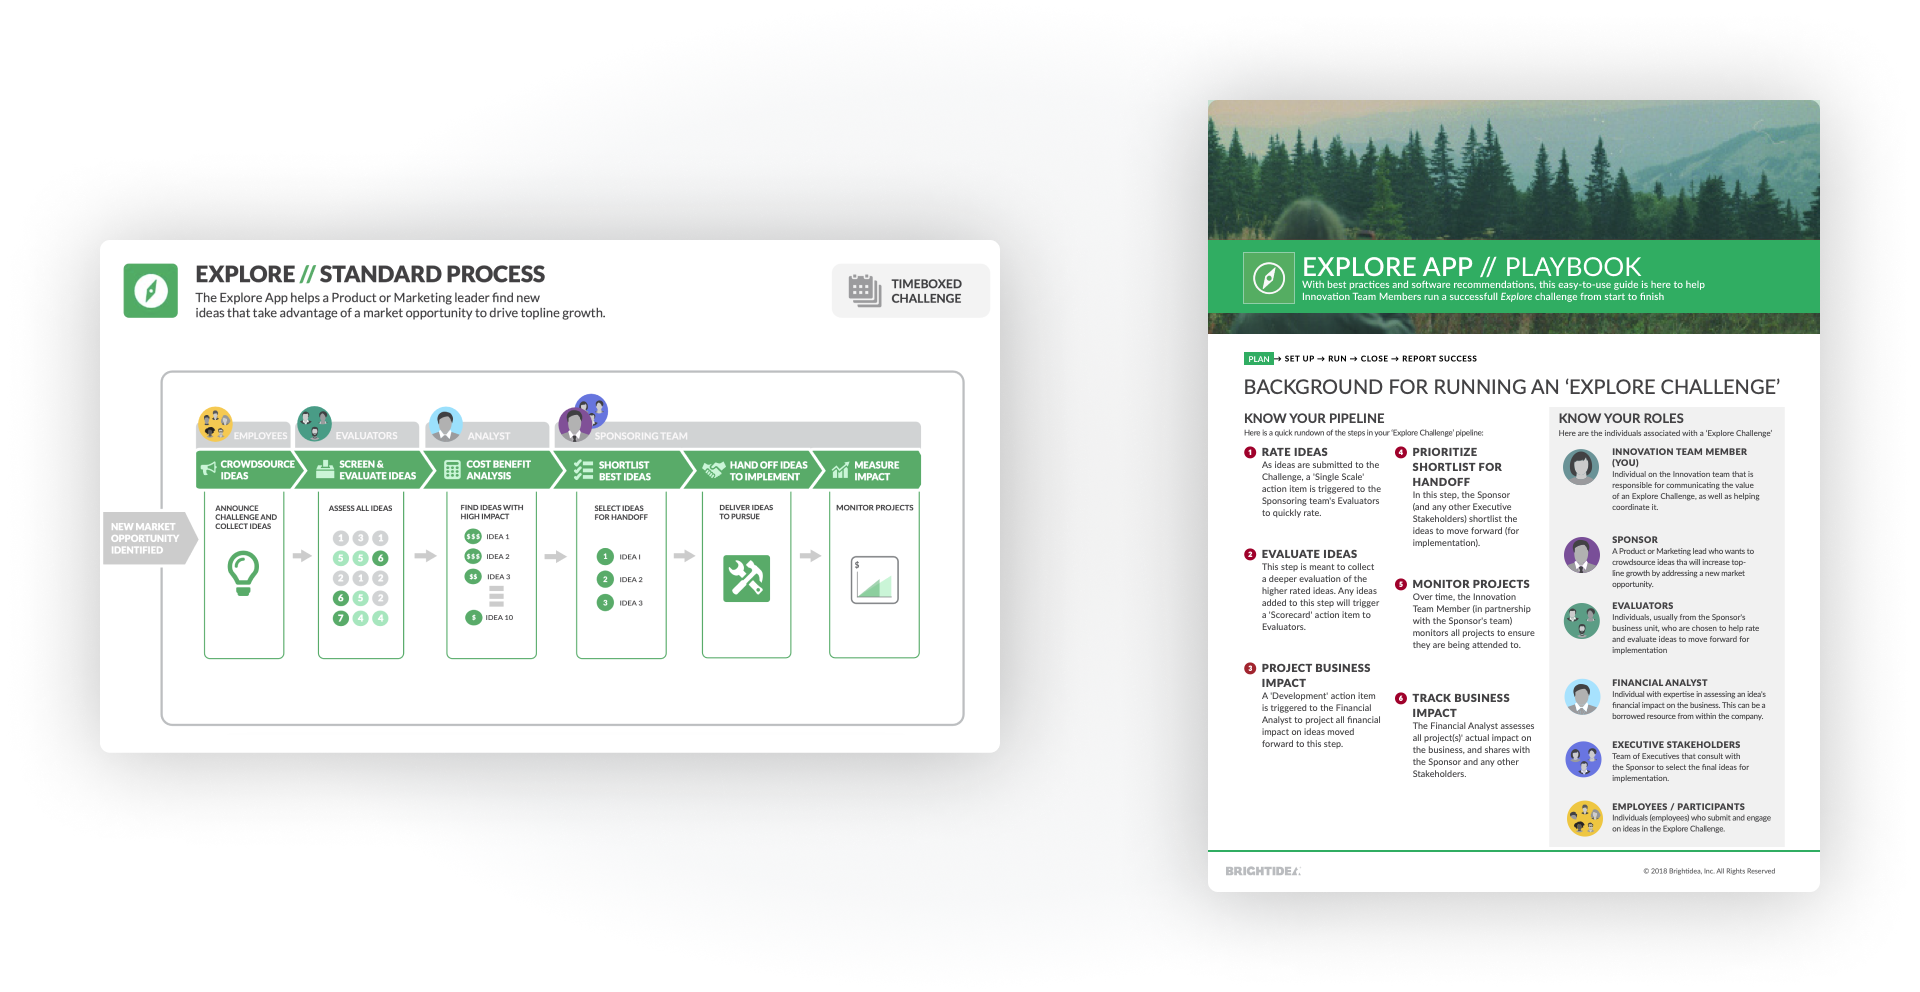 EXPLORE // STANDARD PROCESS
The Explore App helps a Product or Marketing leader find new
ideas that take advantage of a market opportunity to drive topline growth.
TIMEBOXED
CHALLENGE
EMPLOYEES
EVALUATORS
ANALYST
SPONSORING TEAM
CROWDSOURCE
IDEAS
SCREEN &
EVALUATE IDEAS
COST BENEFIT
ANALYSIS
SHORTLIST
BEST IDEAS
HAND OFF IDEAS
TO IMPLEMENT
MEASURE
IMPACT
NEW MARKET
OPPORTUNITY
IDENTIFIED
ANNOUNCE
CHALLENGE AND
COLLECT IDEAS
ASSESS ALL IDEAS
1 3 1
5 5 6
2 1 2
6 5 2
7 4 4
FIND IDEAS WITH
HIGH IMPACT
$$$ IDEA 1
$$$ IDEA 2
$$ IDEA 3
$ IDEA 10
SELECT IDEAS
FOR HANDOFF
1 IDEA I
2 IDEA 2
3 IDEA 3
DELIVER IDEAS
TO PURSUE
MONITOR PROJECTS
$
EXPLORE APP // PLAYBOOK
With best practices and software recommendations, this easy-to-use guide is here to help
Innovation Team Members run a successfull Explore challenge from start to finish
PLAN → SET UP → RUN → CLOSE → REPORT SUCCESS
BACKGROUND FOR RUNNING AN ‘EXPLORE CHALLENGE’
KNOW YOUR PIPELINE
Here is a quick rundown of the steps in your ‘Explore Challenge’ pipeline:
1 RATE IDEAS
As ideas are submitted to the
Challenge, a ‘Single Scale’
action item is triggered to the
Sponsoring team's Evaluators
to quickly rate.
2 EVALUATE IDEAS
This step is meant to collect
a deeper evaluation of the
higher rated ideas. Any ideas
added to this step will trigger
a ‘Scorecard’ action item to
Evaluators.
3 PROJECT BUSINESS
IMPACT
A ‘Development’ action item
is triggered to the Financial
Analyst to project all financial
impact on ideas moved
forward to this step.
4 PRIORITIZE
SHORTLIST FOR
HANDOFF
In this step, the Sponsor
(and any other Executive
Stakeholders) shortlist the
ideas to move forward (for
implementation).
5 MONITOR PROJECTS
Over time, the Innovation
Team Member (in partnership
with the Sponsor's team)
monitors all projects to ensure
they are being attended to.
6 TRACK BUSINESS
IMPACT
The Financial Analyst assesses
all project(s)' actual impact on
the business, and shares with
the Sponsor and any other
Stakeholders.
KNOW YOUR ROLES
Here are the individuals associated with a ‘Explore Challenge’
INNOVATION TEAM MEMBER
(YOU)
Individual on the Innovation team that is
responsible for communicating the value
of an Explore Challenge, as well as helping
coordinate it.
SPONSOR
A Product or Marketing lead who wants to
crowdsource ideas tha will increase top-
line growth by addressing a new market
opportunity.
EVALUATORS
Individuals, usually from the Sponsor's
business unit, who are chosen to help rate
and evaluate ideas to move forward for
implementation
FINANCIAL ANALYST
Individual with expertise in assessing an idea's
financial impact on the business. This can be a
borrowed resource from within the company.
EXECUTIVE STAKEHOLDERS
Team of Executives that consult with
the Sponsor to select the final ideas for
implementation.
EMPLOYEES / PARTICIPANTS
Individuals (employees) who submit and engage
on ideas in the Explore Challenge.
BRIGHTIDEA
© 2018 Brightidea, Inc. All Rights Reserved